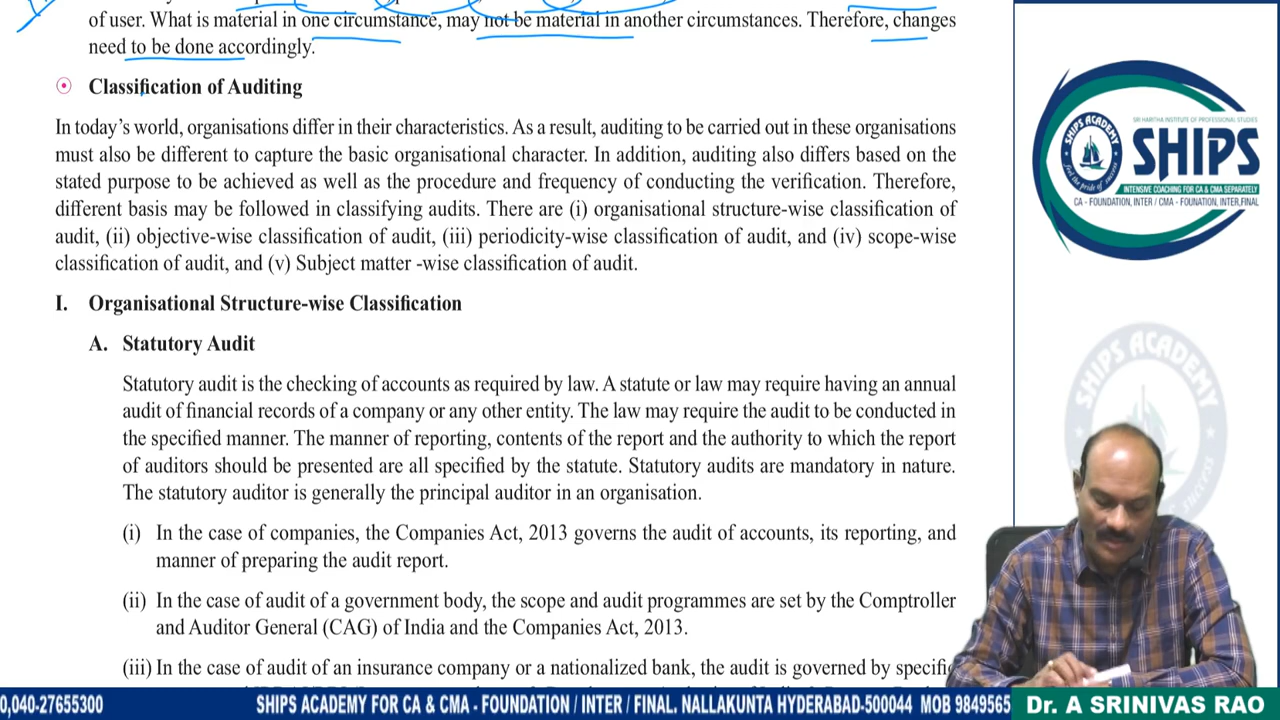 of user. What is material in one circumstance, may not be material in another circumstances. Therefore, changes
need to be done accordingly.
Classification of Auditing
In today's world, organisations differ in their characteristics. As a result, auditing to be carried out in these organisations
must also be different to capture the basic organisational character. In addition, auditing also differs based on the
stated purpose to be achieved as well as the procedure and frequency of conducting the verification. Therefore,
different basis may be followed in classifying audits. There are (i) organisational structure-wise classification of
audit, (ii) objective-wise classification of audit, (iii) periodicity-wise classification of audit, and (iv) scope-wise
classification of audit, and (v) Subject matter -wise classification of audit.
I. Organisational Structure-wise Classification
A. Statutory Audit
Statutory audit is the checking of accounts as required by law. A statute or law may require having an annual
audit of financial records of a company or any other entity. The law may require the audit to be conducted in
the specified manner. The manner of reporting, contents of the report and the authority to which the report
of auditors should be presented are all specified by the statute. Statutory audits are mandatory in nature.
The statutory auditor is generally the principal auditor in an organisation.
(i) In the case of companies, the Companies Act, 2013 governs the audit of accounts, its reporting, and
manner of preparing the audit report.
(ii) In the case of audit of a government body, the scope and audit programmes are set by the Comptroller
and Auditor General (CAG) of India and the Companies Act, 2013.
(iii) In the case of audit of an insurance company or a nationalized bank, the audit is governed by specific
SRI HARITHA INSTITUTE OF PROFESSIONAL STUDIES
SHIPS ACADEMY
feel the pride of success
SHIPS
INTENSIVE COACHING FOR CA & CMA SEPARATELY
CA - FOUNDATION, INTER / CMA - FOUNATION, INTER,FINAL
SHIPS ACADEMY
success
0,040-27655300
SHIPS ACADEMY FOR CA & CMA - FOUNDATION / INTER / FINAL. NALLAKUNTA HYDERABAD-500044 MOB 9849565
Dr. A SRINIVAS RAO